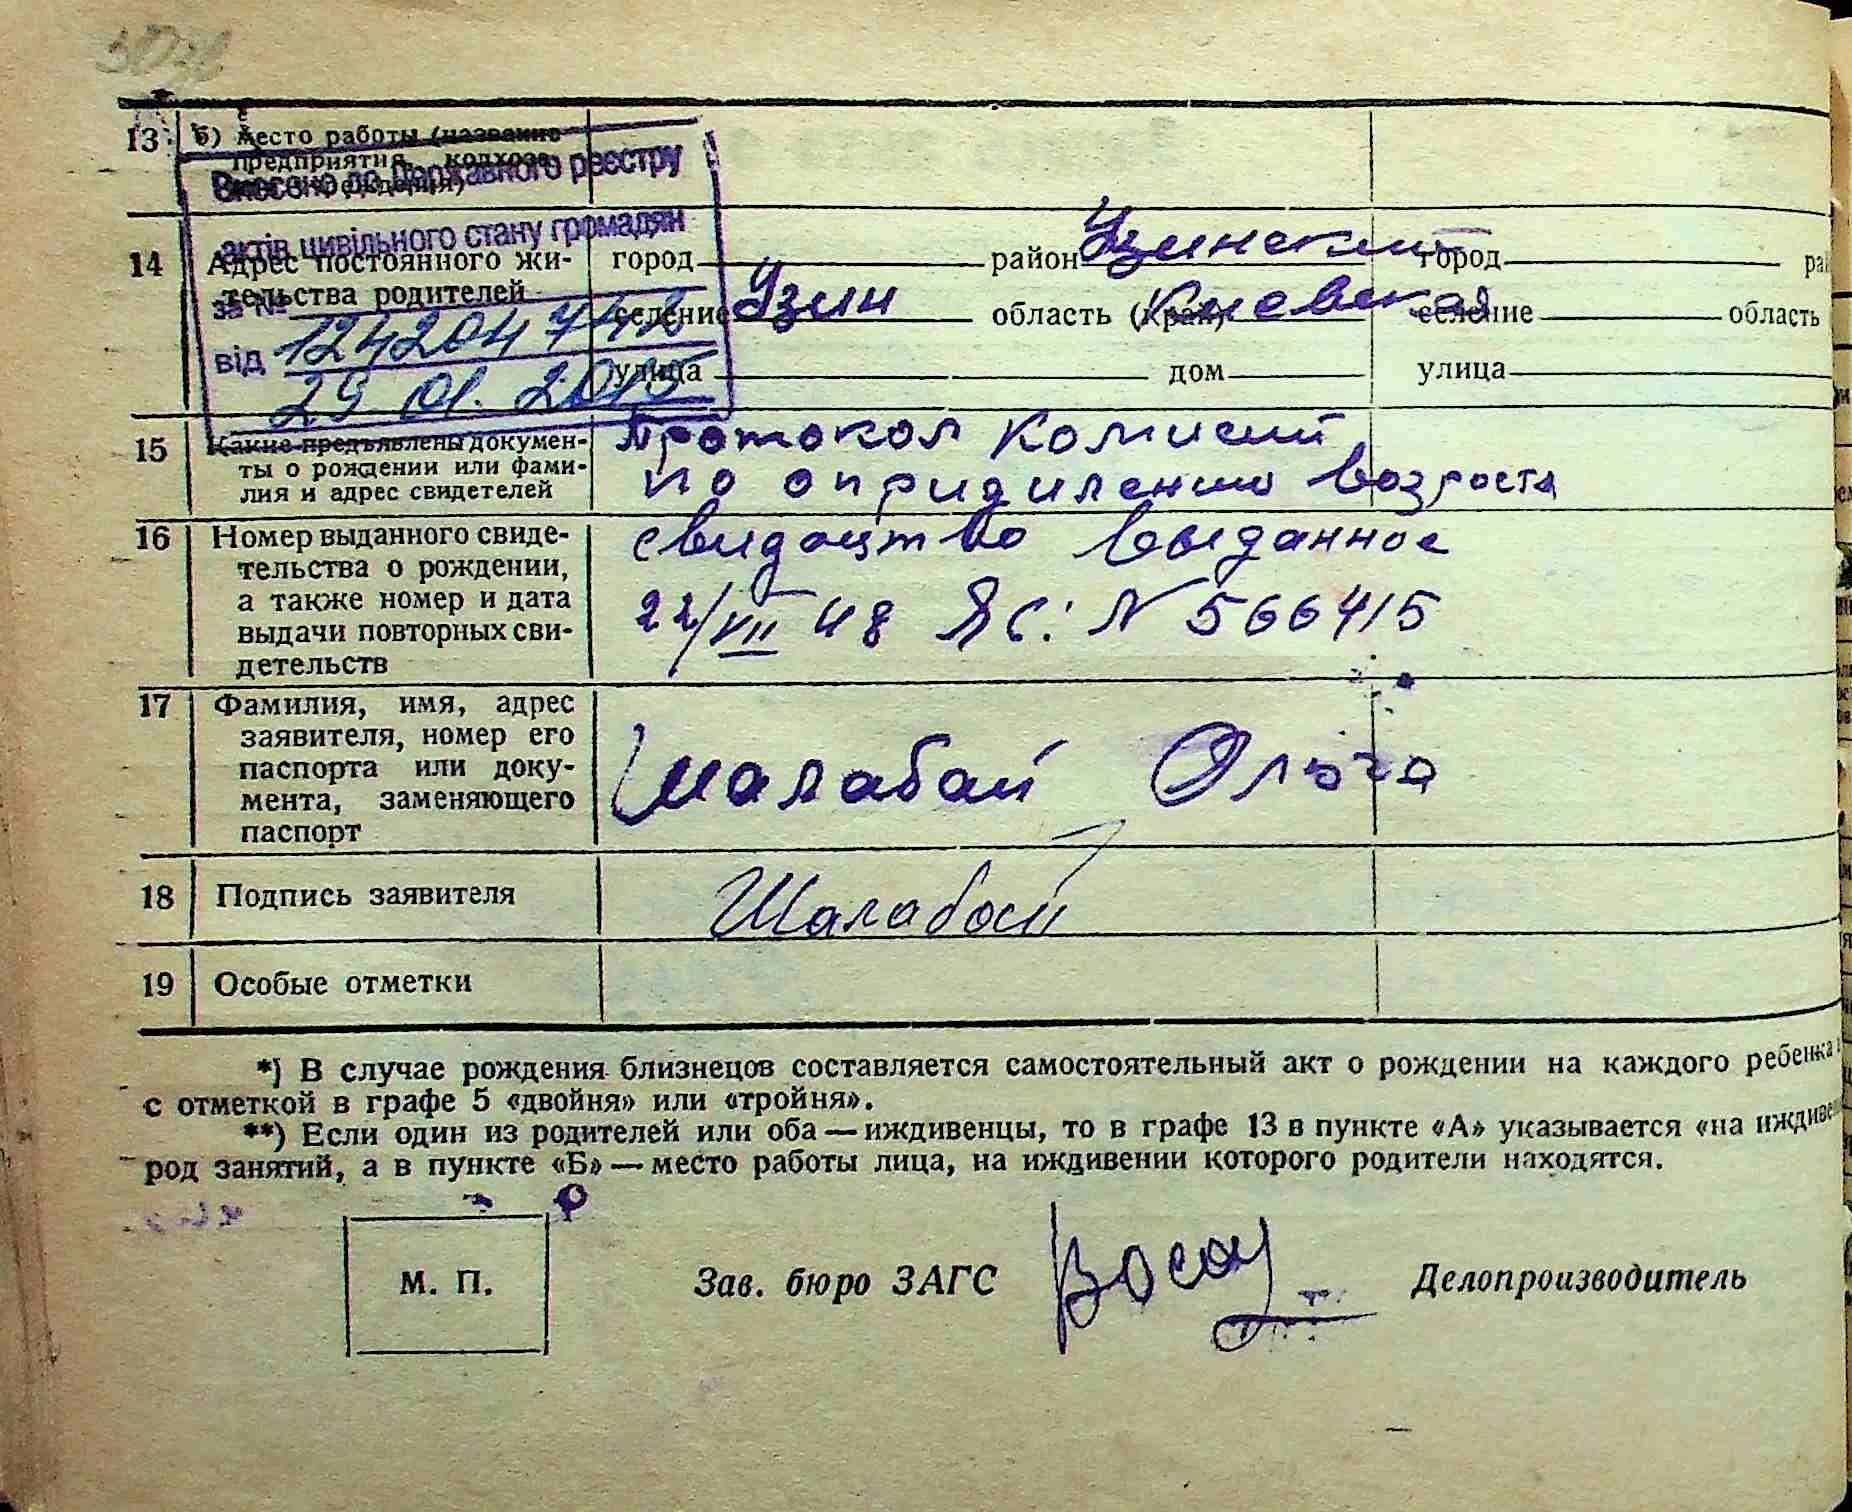 13 б) место работы (название
предприятия, колхоза
Внесено до Державного реєстру
актів цивільного стану громадян
за №
від 29 01.
14 Адрес постоянного жи-
тельства родителей
город район Узинский город
селение Узин область (край) Киевская селение область
улица дом улица
15 Какие предъявлены докумен-
ты о рождении или фами-
лия и адрес свидетелей
протокол комисии
по опридилению возроста
16 Номер выданного свиде-
тельства о рождении,
а также номер и дата
выдачи повторных сви-
детельств
свидоцтво выданное
22/VII 48 ЯС: N 566415
17 Фамилия, имя, адрес
заявителя, номер его
паспорта или доку-
мента, заменяющего
паспорт
Шалабай Ольга
18 Подпись заявителя Шалабай
19 Особые отметки
*) В случае рождения близнецов составляется самостоятельный акт о рождении на каждого ребенка
с отметкой в графе 5 «двойня» или «тройня».
**) Если один из родителей или оба — иждивенцы, то в графе 13 в пункте «А» указывается «на иждиве
род занятий, а в пункте «Б» — место работы лица, на иждивении которого родители находятся.
М. П. Зав. бюро ЗАГС Делопроизводитель